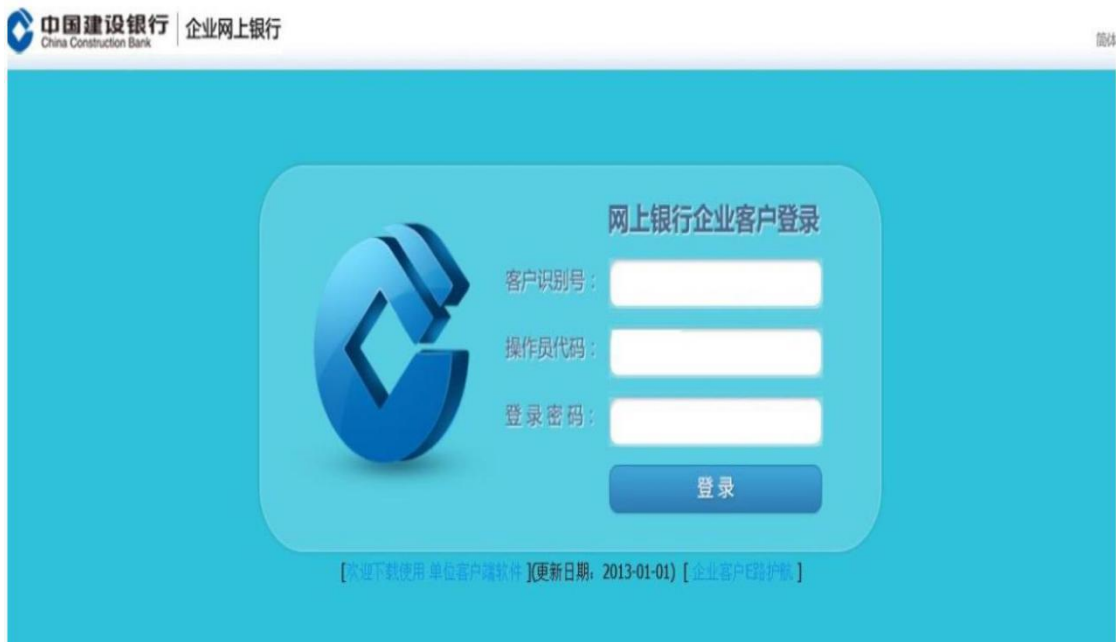 中国建设银行 企业网上银行
China Construction Bank
简体
网上银行企业客户登录
客户识别号：
操作员代码：
登录密码：
登录
[欢迎下载使用 单位客户端软件 ](更新日期：2013-01-01) [ 企业客户E路护航 ]